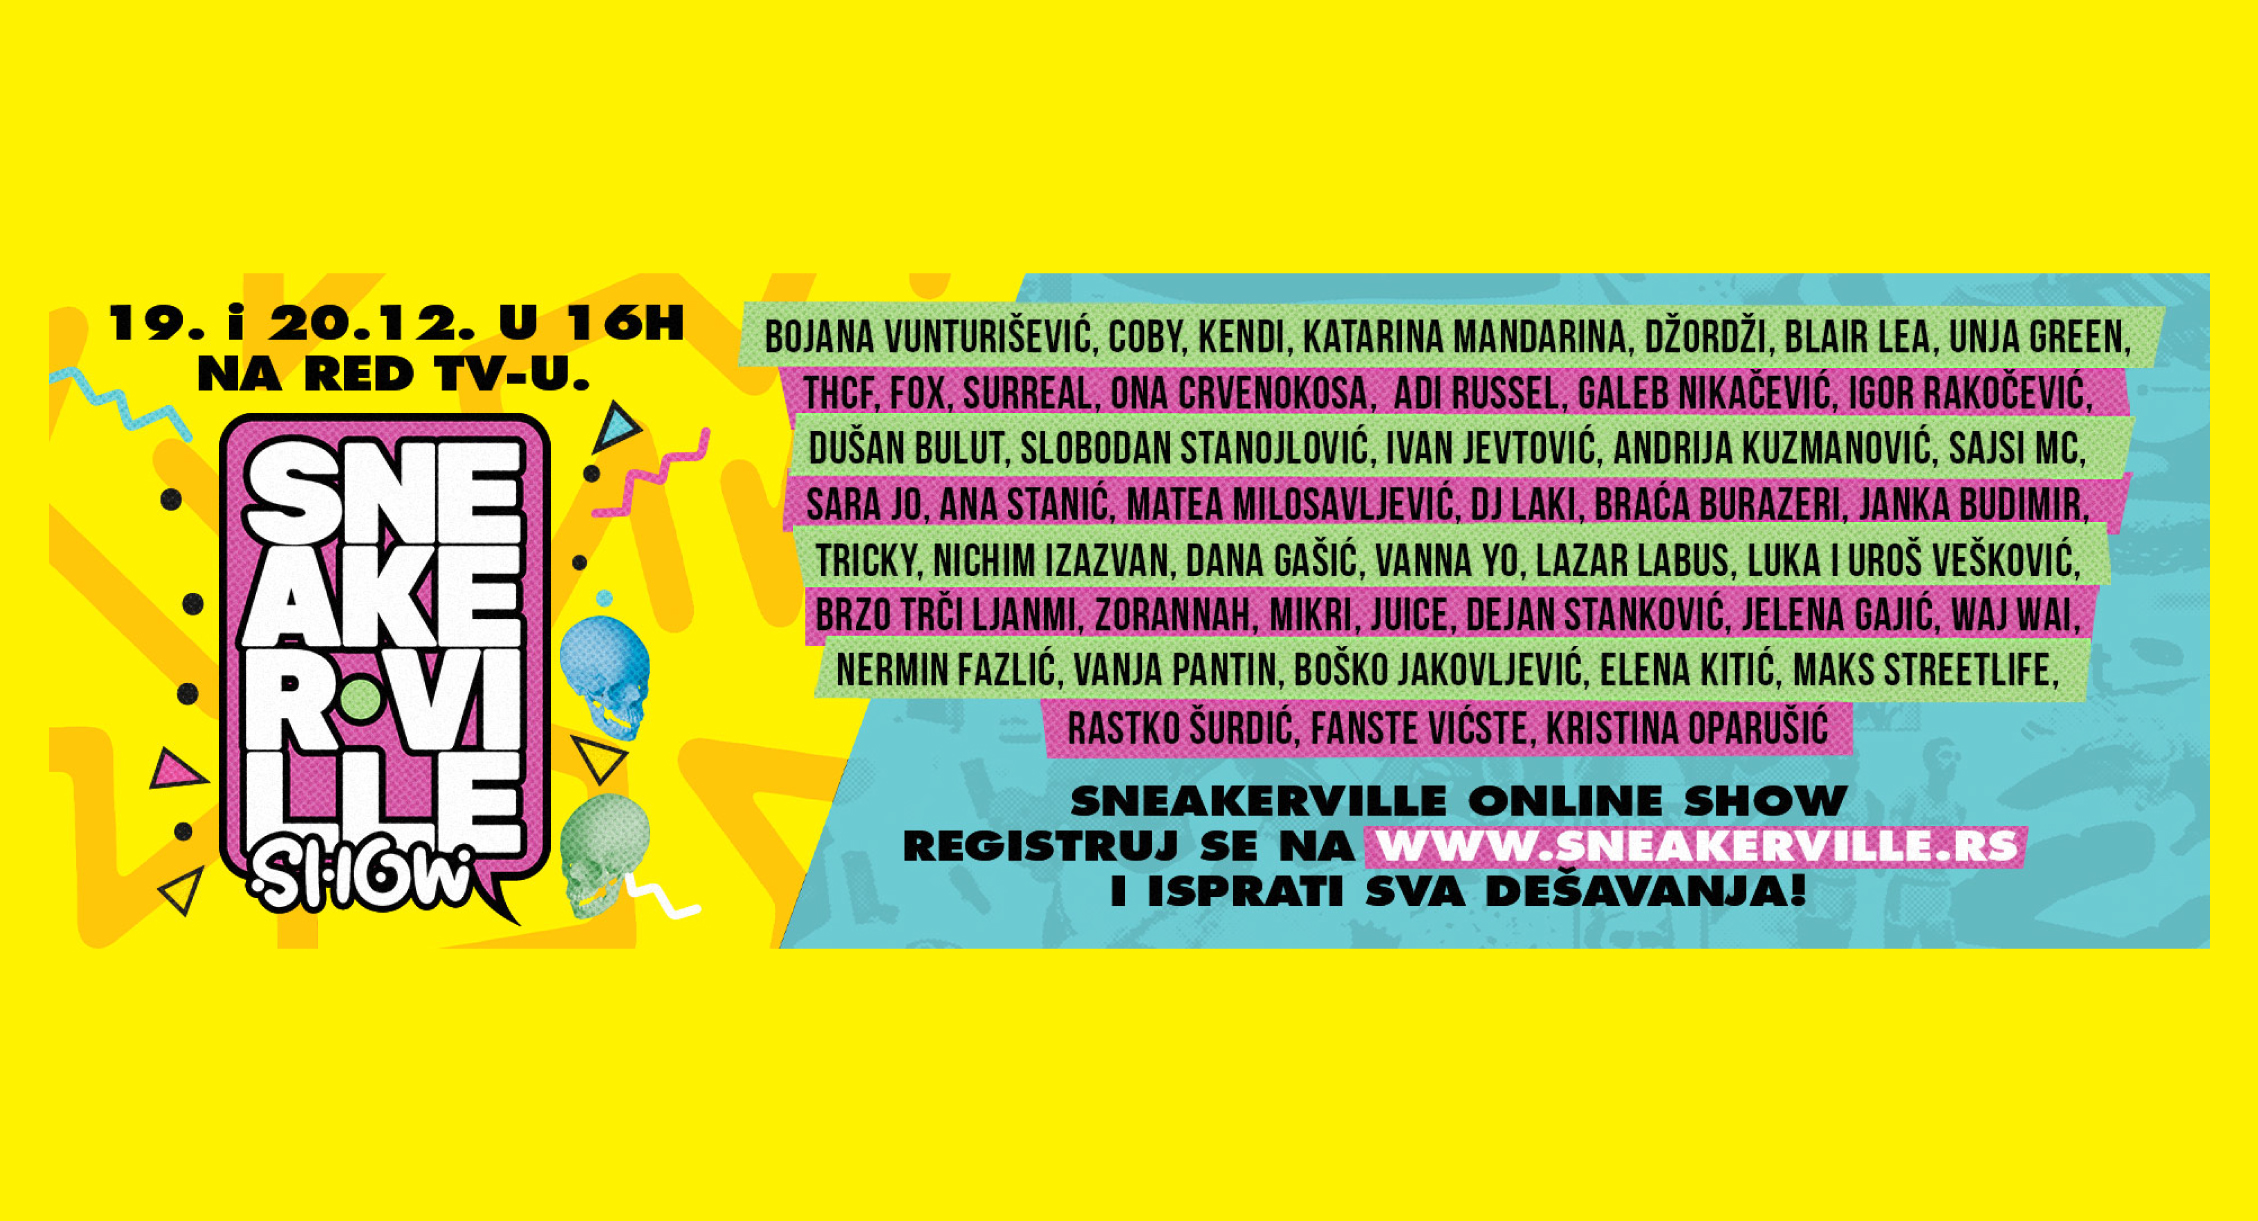 19. i 20.12. U 16H
NA RED TV-U.
SNE
AKE
R•VI
LLE
SHOW
BOJANA VUNTURIŠEVIĆ, COBY, KENDI, KATARINA MANDARINA, DŽORDŽI, BLAIR LEA, UNJA GREEN,
THCF, FOX, SURREAL, ONA CRVENOKOSA, ADI RUSSEL, GALEB NIKAČEVIĆ, IGOR RAKOČEVIĆ,
DUŠAN BULUT, SLOBODAN STANOJLOVIĆ, IVAN JEVTOVIĆ, ANDRIJA KUZMANOVIĆ, SAJSI MC,
SARA JO, ANA STANIĆ, MATEA MILOSAVLJEVIĆ, DJ LAKI, BRAĆA BURAZERI, JANKA BUDIMIR,
TRICKY, NICHIM IZAZVAN, DANA GAŠIĆ, VANNA YO, LAZAR LABUS, LUKA I UROŠ VEŠKOVIĆ,
BRZO TRČI LJANMI, ZORANNAH, MIKRI, JUICE, DEJAN STANKOVIĆ, JELENA GAJIĆ, WAJ WAI,
NERMIN FAZLIĆ, VANJA PANTIN, BOŠKO JAKOVLJEVIĆ, ELENA KITIĆ, MAKS STREETLIFE,
RASTKO ŠURDIĆ, FANSTE VIĆSTE, KRISTINA OPARUŠIĆ
SNEAKERVILLE ONLINE SHOW
REGISTRUJ SE NA WWW.SNEAKERVILLE.RS
I ISPRATI SVA DEŠAVANJA!